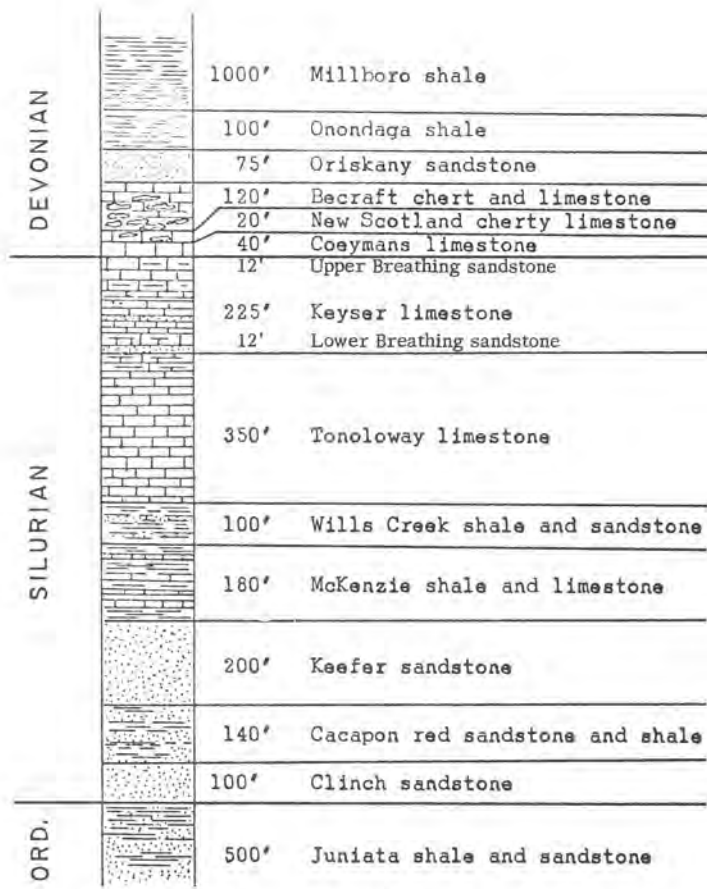 DEVONIAN
1000' Millboro shale
100' Onondaga shale
75' Oriskany sandstone
120' Becraft chert and limestone
20' New Scotland cherty limestone
40' Coeymans limestone
SILURIAN
12' Upper Breathing sandstone
225' Keyser limestone
12' Lower Breathing sandstone
350' Tonoloway limestone
100' Wills Creek shale and sandstone
180' McKenzie shale and limestone
200' Keefer sandstone
140' Cacapon red sandstone and shale
100' Clinch sandstone
ORD.
500' Juniata shale and sandstone